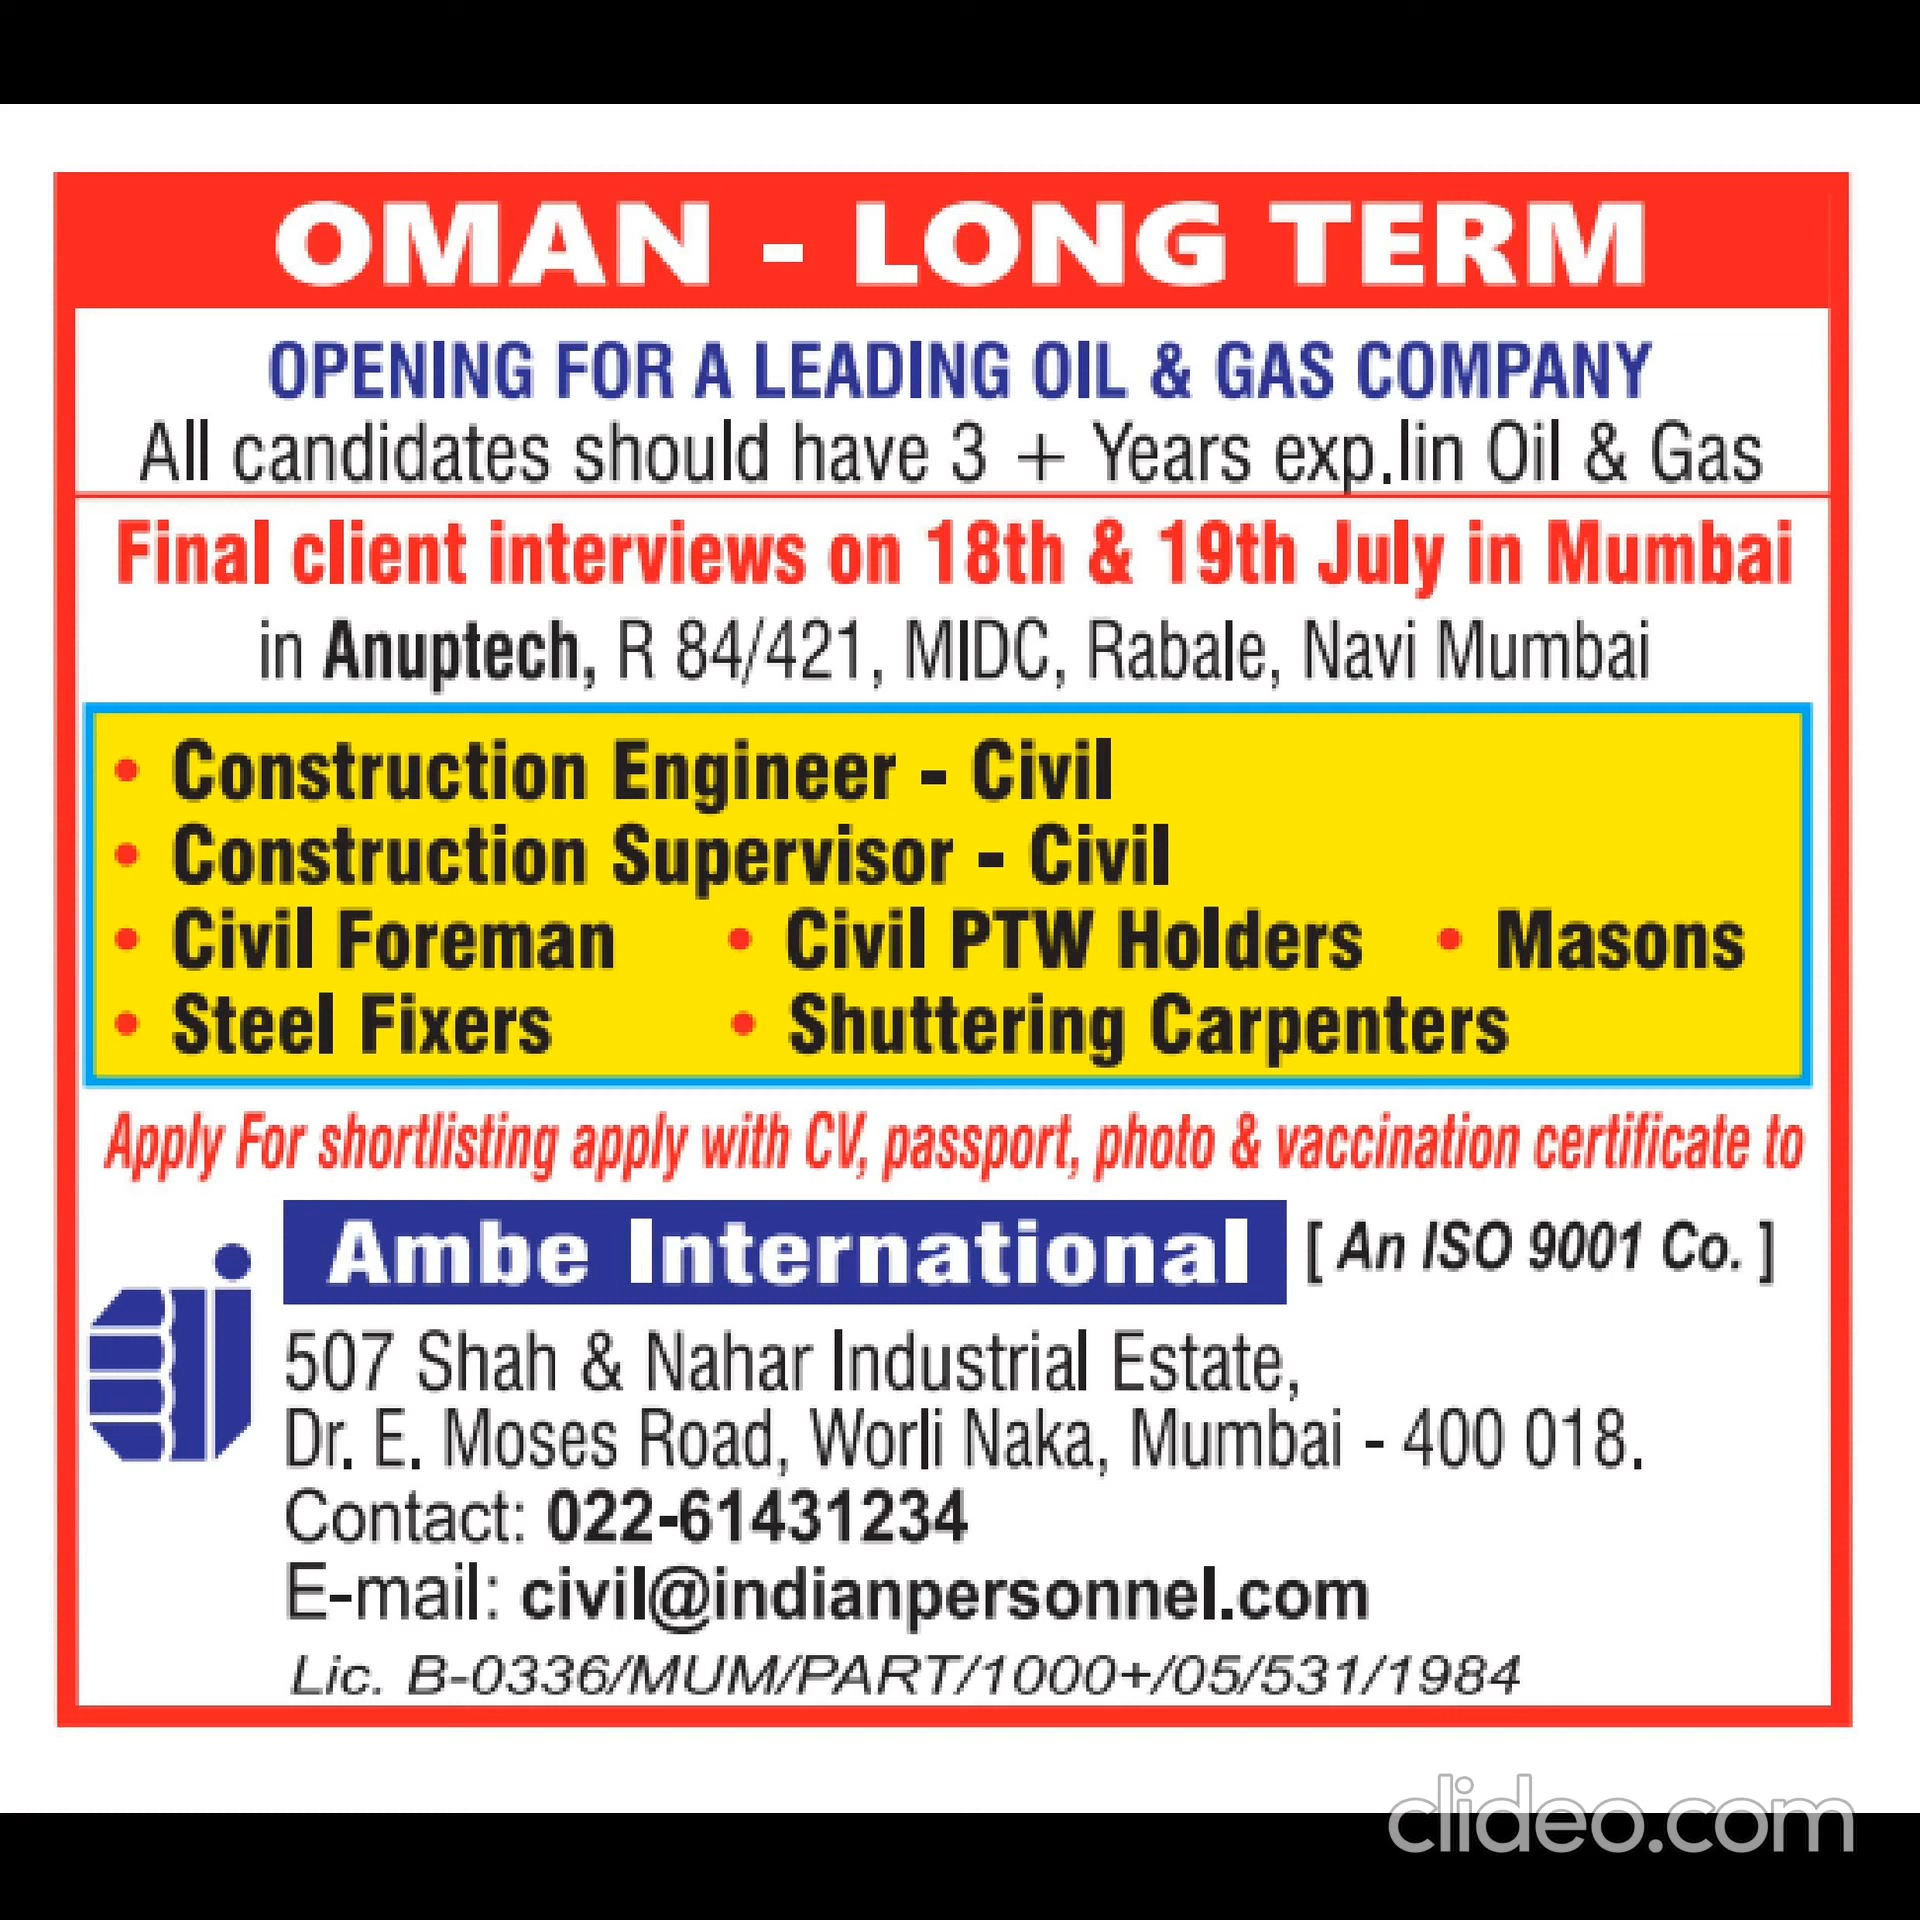 OMAN - LONG TERM
OPENING FOR A LEADING OIL & GAS COMPANY
All candidates should have 3 + Years exp.lin Oil & Gas
Final client interviews on 18th & 19th July in Mumbai
in Anuptech, R 84/421, MIDC, Rabale, Navi Mumbai
• Construction Engineer - Civil
• Construction Supervisor - Civil
• Civil Foreman • Civil PTW Holders • Masons
• Steel Fixers • Shuttering Carpenters
Apply For shortlisting apply with CV, passport, photo & vaccination certificate to
Ambe International [ An ISO 9001 Co. ]
507 Shah & Nahar Industrial Estate,
Dr. E. Moses Road, Worli Naka, Mumbai - 400 018.
Contact: 022-61431234
E-mail: civil@indianpersonnel.com
Lic. B-0336/MUM/PART/1000+/05/531/1984
clideo.com